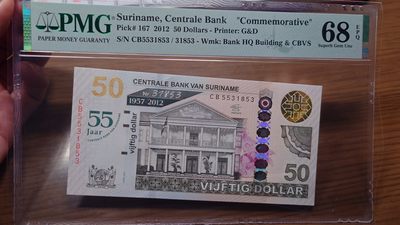 PMG
PAPER MONEY GUARANTY
Suriname, Centrale Bank "Commemorative"
Pick# 167 2012 50 Dollars - Printer: G&D
S/N CB5531853 / 31853 - Wmk: Bank HQ Building & CBVS
68 EPQ
Superb Gem Unc
50
CENTRALE BANK VAN SURINAME
Nr. 31853
CB5531853
1957-2012
55
Jaar
vijftig dollar
CB5531853
50
VIJFTIG DOLLAR